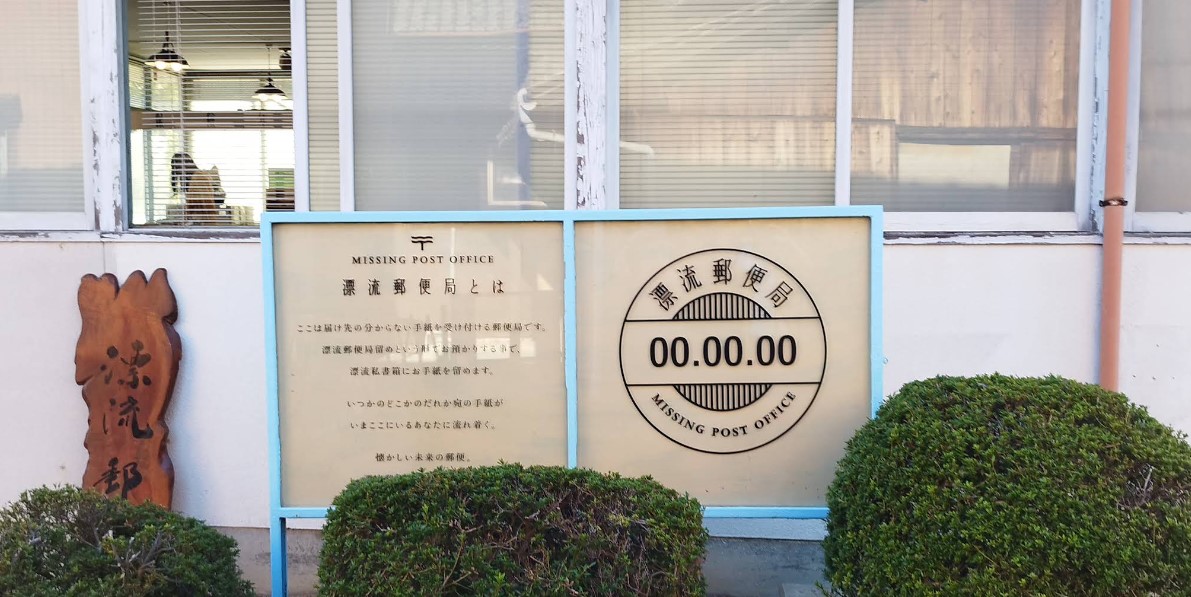 漂流郵
MISSING POST OFFICE
漂流郵便局とは
ここは届け先の分からない手紙を受け付ける郵便局です。
漂流郵便局留めという形でお預かりする事で、
漂流私書箱にお手紙を留めます。
いつかのどこかのだれか宛の手紙が
いまここにいるあなたに流れ着く。
懐かしい未来の郵便。
漂流郵便局
00.00.00
MISSING POST OFFICE